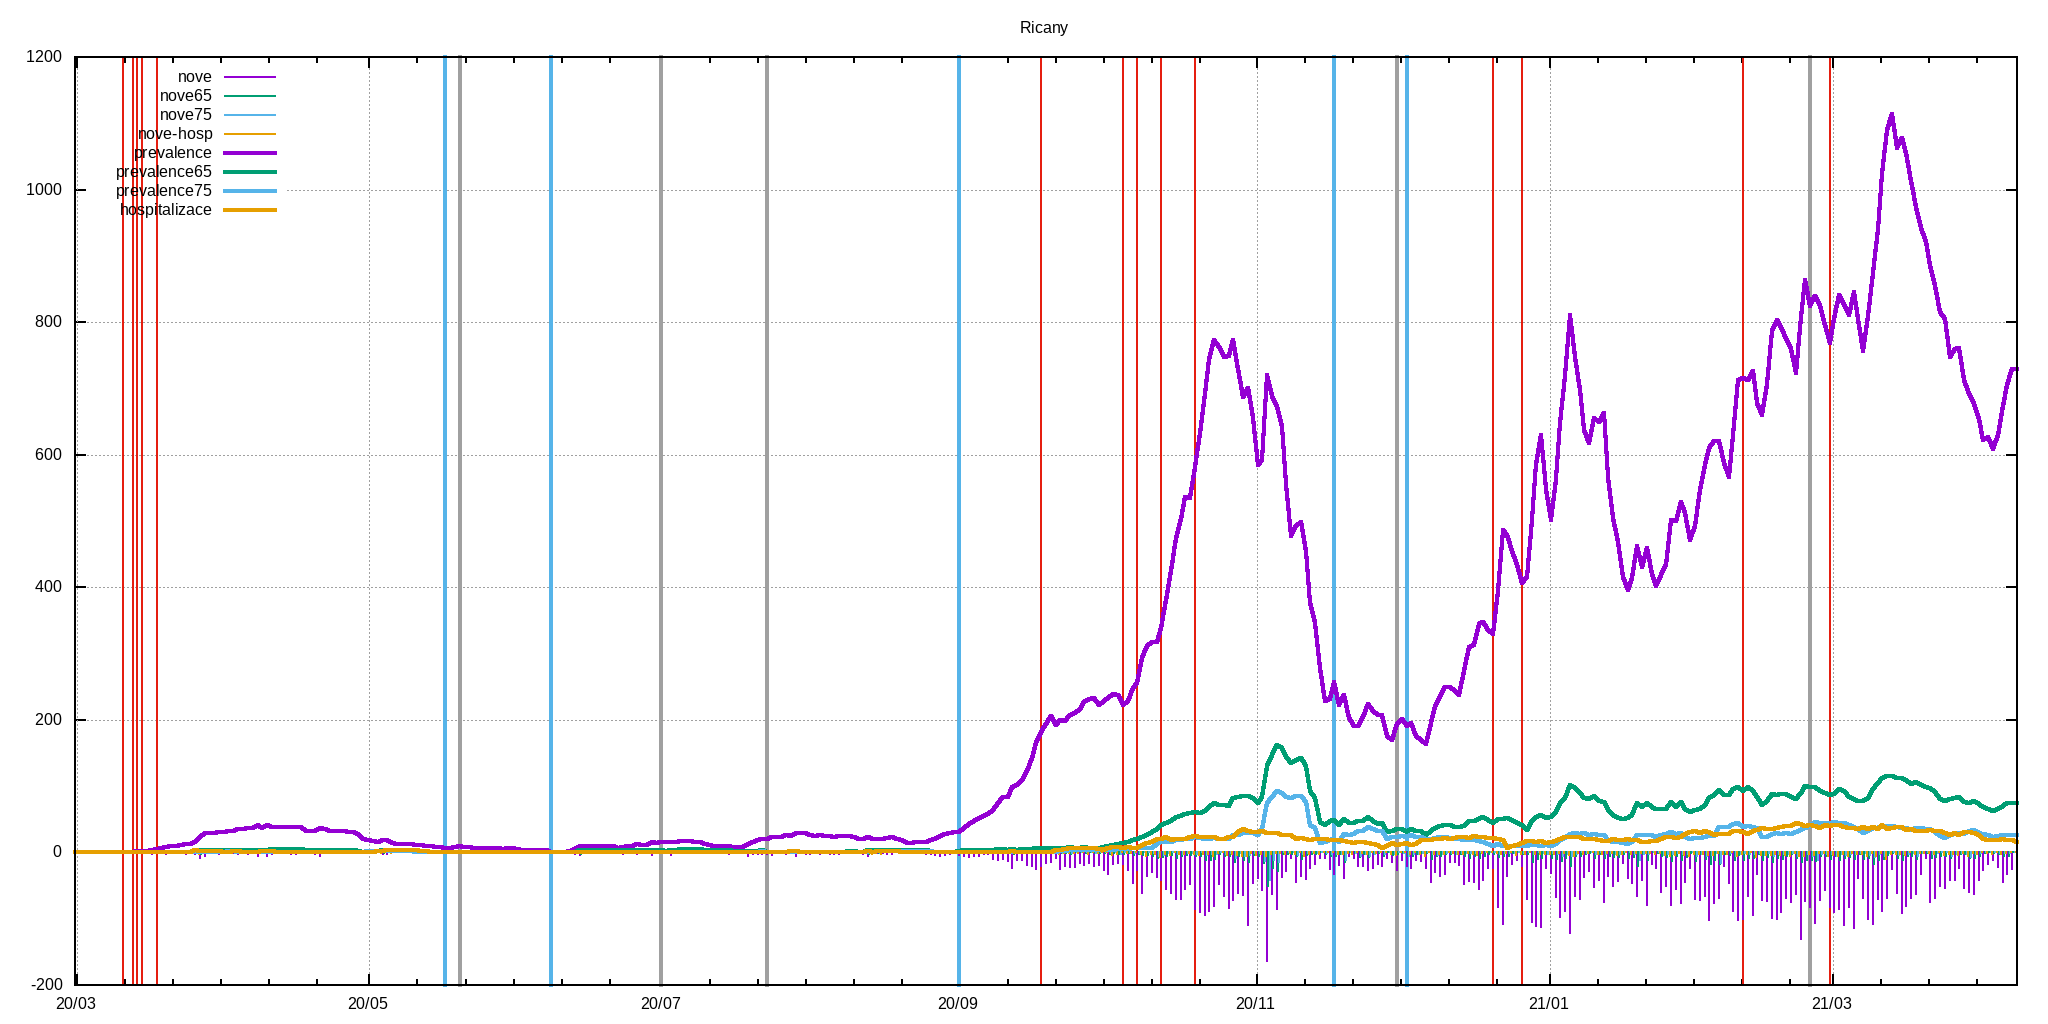 Ricany
1200
1000
800
600
400
200
0
-200
nove
nove65
nove75
nove-hosp
prevalence
prevalence65
prevalence75
hospitalizace
20/03 20/05 20/07 20/09 20/11 21/01 21/03